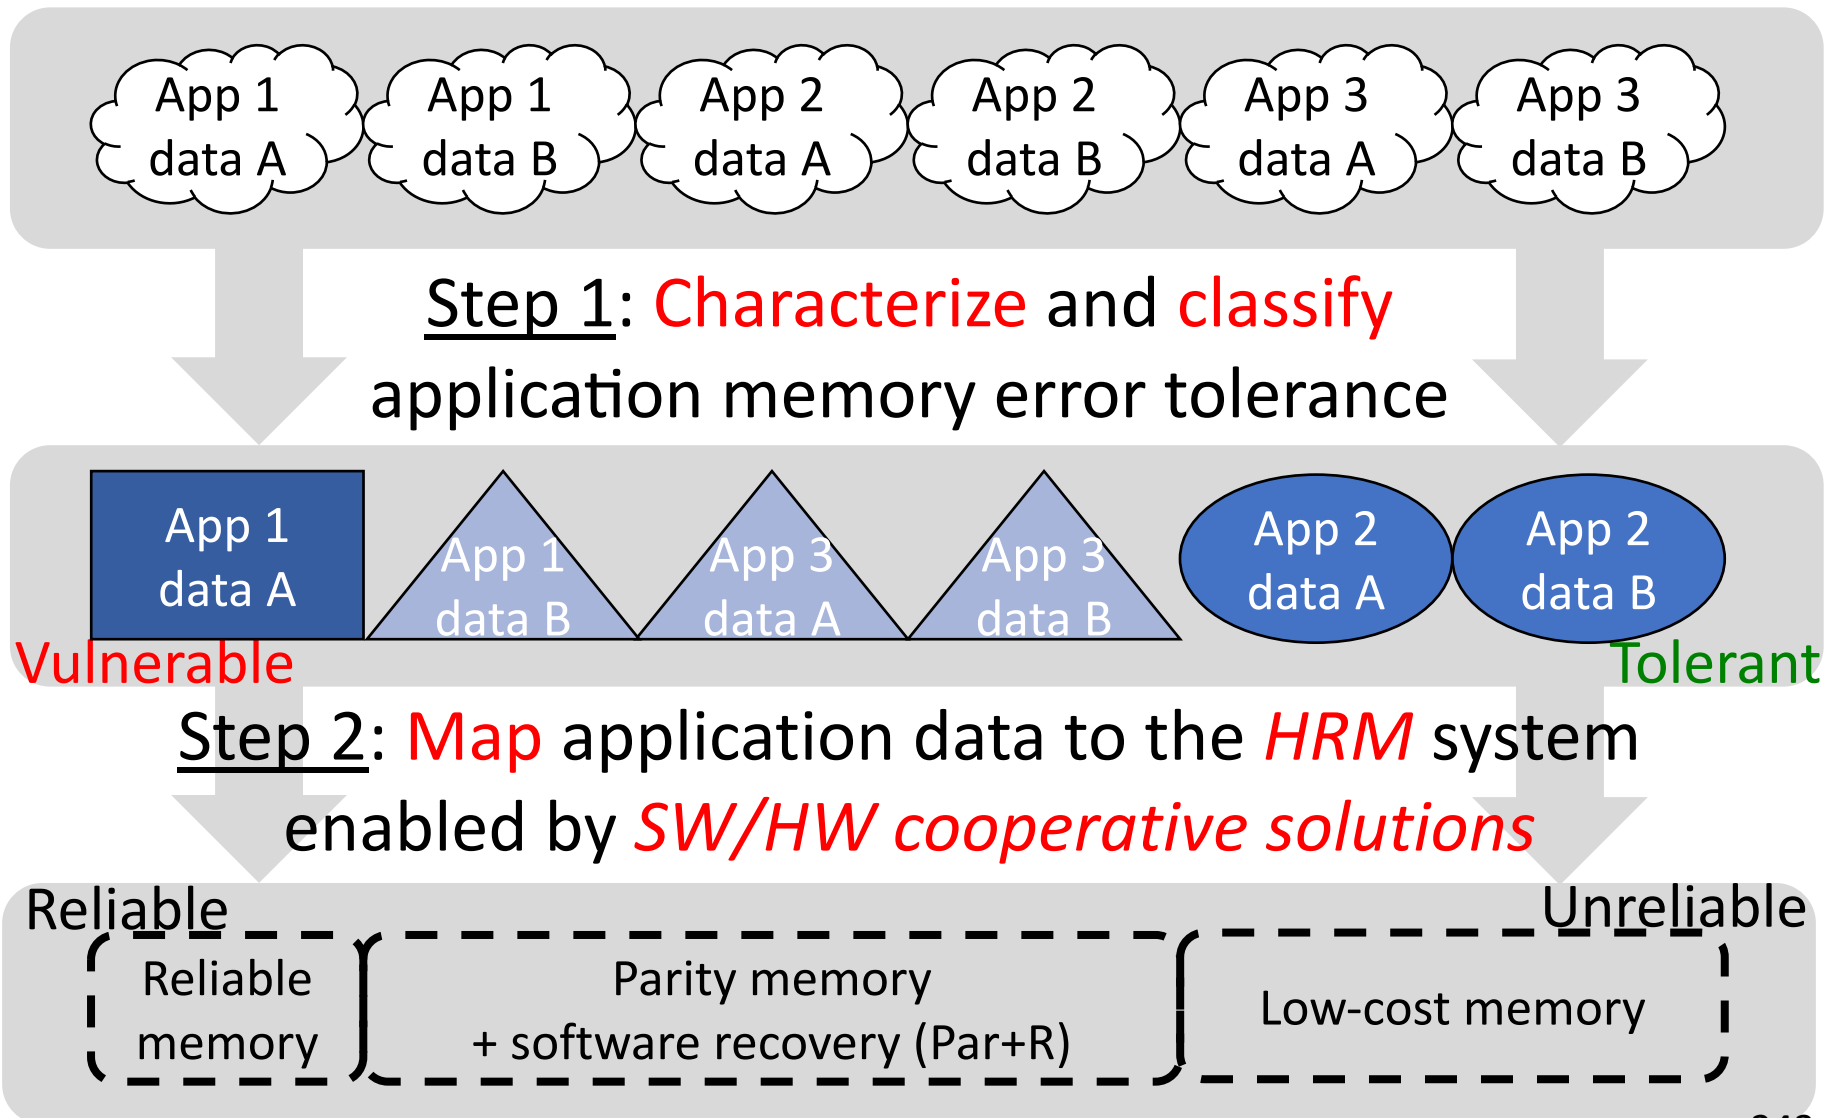 App 1
data A
App 1
data B
App 2
data A
App 2
data B
App 3
data A
App 3
data B
Step 1: Characterize and classify
application memory error tolerance
App 1
data A
App 1
data B
App 3
data A
App 3
data B
App 2
data A
App 2
data B
Vulnerable
Tolerant
Step 2: Map application data to the HRM system
enabled by SW/HW cooperative solutions
Reliable
Unreliable
Reliable
memory
Parity memory
+ software recovery (Par+R)
Low-cost memory